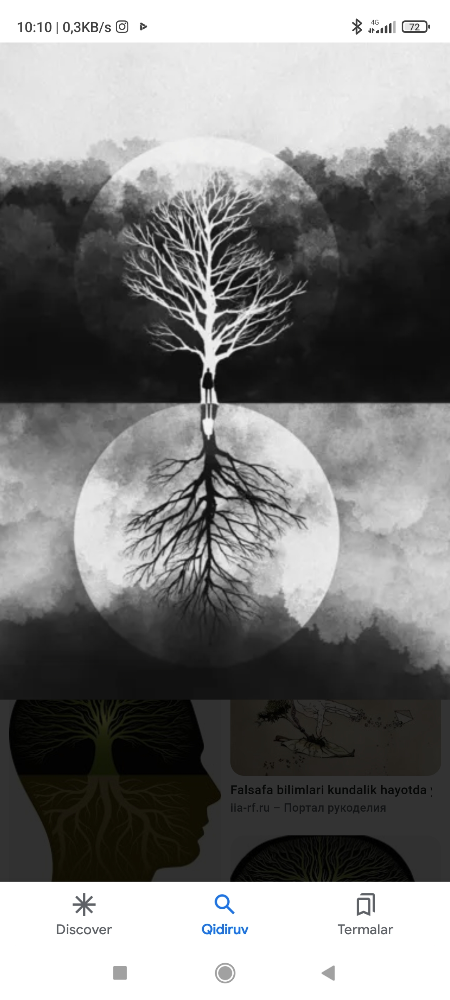 10:10 | 0,3KB/s
4G
72
Falsafa bilimlari kundalik hayotda
iia-rf.ru – Портал рукоделия
Discover
Qidiruv
Termalar